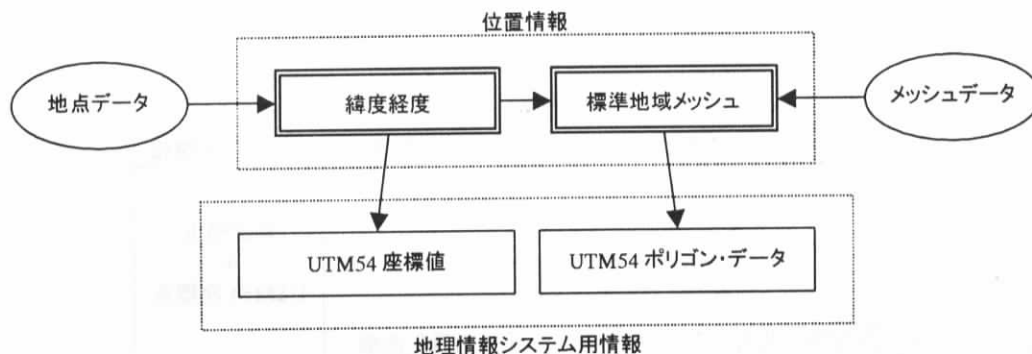 位置情報
地点データ
緯度経度
標準地域メッシュ
メッシュデータ
UTM54 座標値
UTM54 ポリゴン・データ
地理情報システム用情報